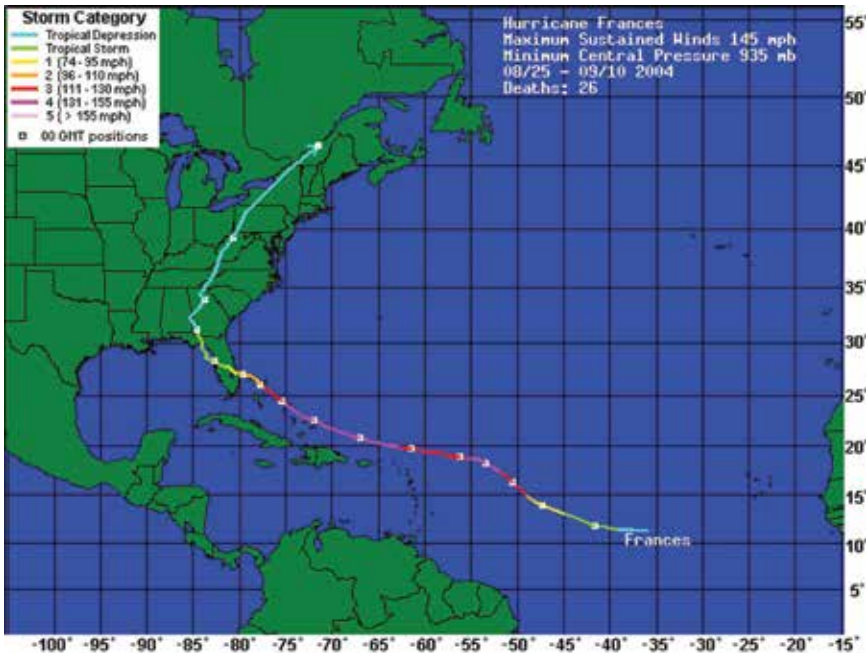 Storm Category
Tropical Depression
Tropical Storm
1 (74 - 95 mph)
2 (96 - 110 mph)
3 (111 - 130 mph)
4 (131 - 155 mph)
5 ( > 155 mph)
00 GMT positions
Hurricane Frances
Maximum Sustained Winds 145 mph
Minimum Central Pressure 935 mb
08/25 - 09/10 2004
Deaths: 26
55°
50°
45°
40°
35°
30°
25°
20°
15°
10°
5°
Frances
-100° -95° -90° -85° -80° -75° -70° -65° -60° -55° -50° -45° -40° -35° -30° -25° -20° -15°